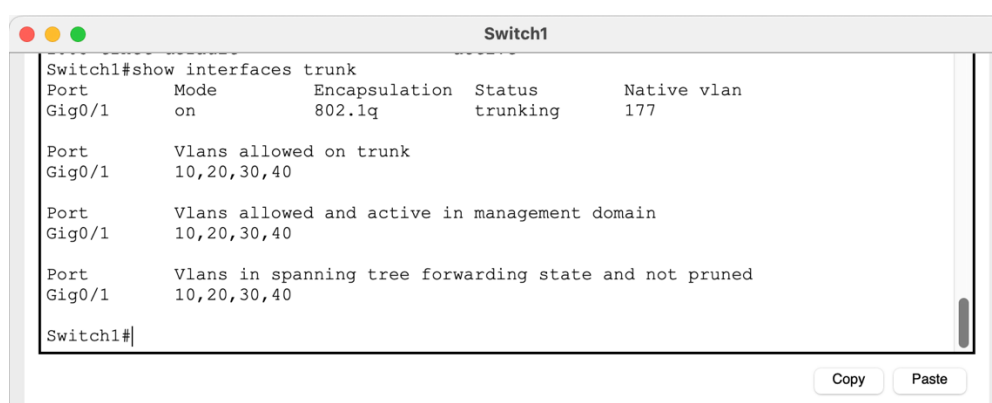 Switch1
Switch1#show interfaces trunk
Port Mode Encapsulation Status Native vlan
Gig0/1 on 802.1q trunking 177
Port Vlans allowed on trunk
Gig0/1 10,20,30,40
Port Vlans allowed and active in management domain
Gig0/1 10,20,30,40
Port Vlans in spanning tree forwarding state and not pruned
Gig0/1 10,20,30,40
Switch1#
Copy Paste